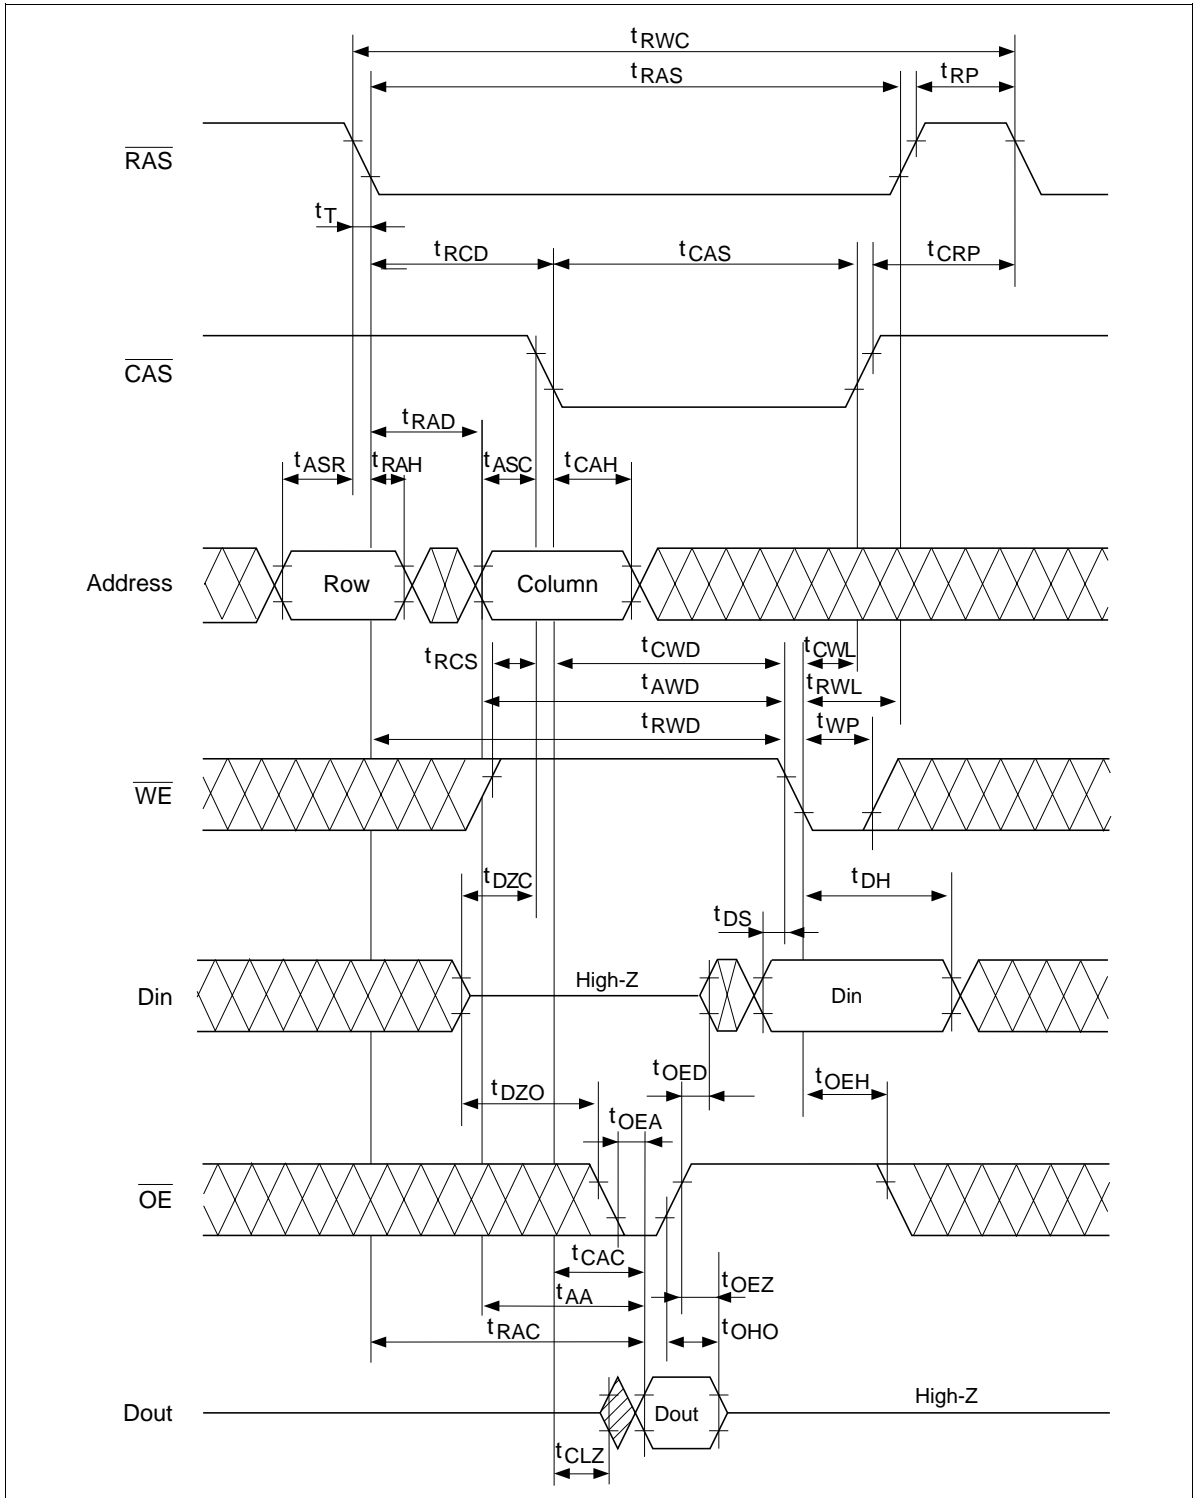 tRWC
tRAS
tRP
RAS
tT
tRCD
tCAS
tCRP
CAS
tRAD
tASR
tRAH
tASC
tCAH
Address
Row
Column
tRCS
tCWD
tCWL
tAWD
tRWL
tRWD
tWP
WE
tDZC
tDH
tDS
Din
High-Z
Din
tOED
tOEH
tDZO
tOEA
OE
tCAC
tOEZ
tAA
tRAC
tOHO
Dout
Dout
High-Z
tCLZ